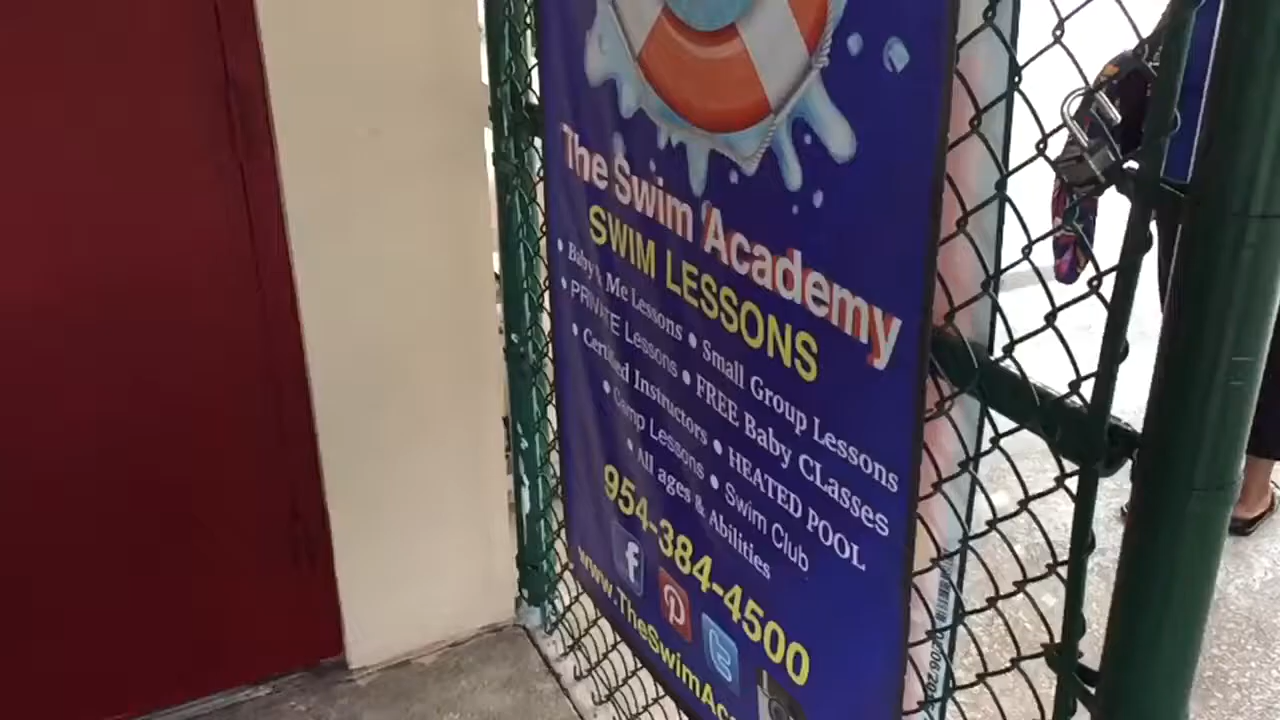 The Swim Academy
SWIM LESSONS
• Baby & Me Lessons • Small Group Lessons
• PRIVATE Lessons • FREE Baby CLasses
• Certified Instructors • HEATED POOL
• Camp Lessons • Swim Club
• All ages & Abilities
954-384-4500
www.TheSwimAc